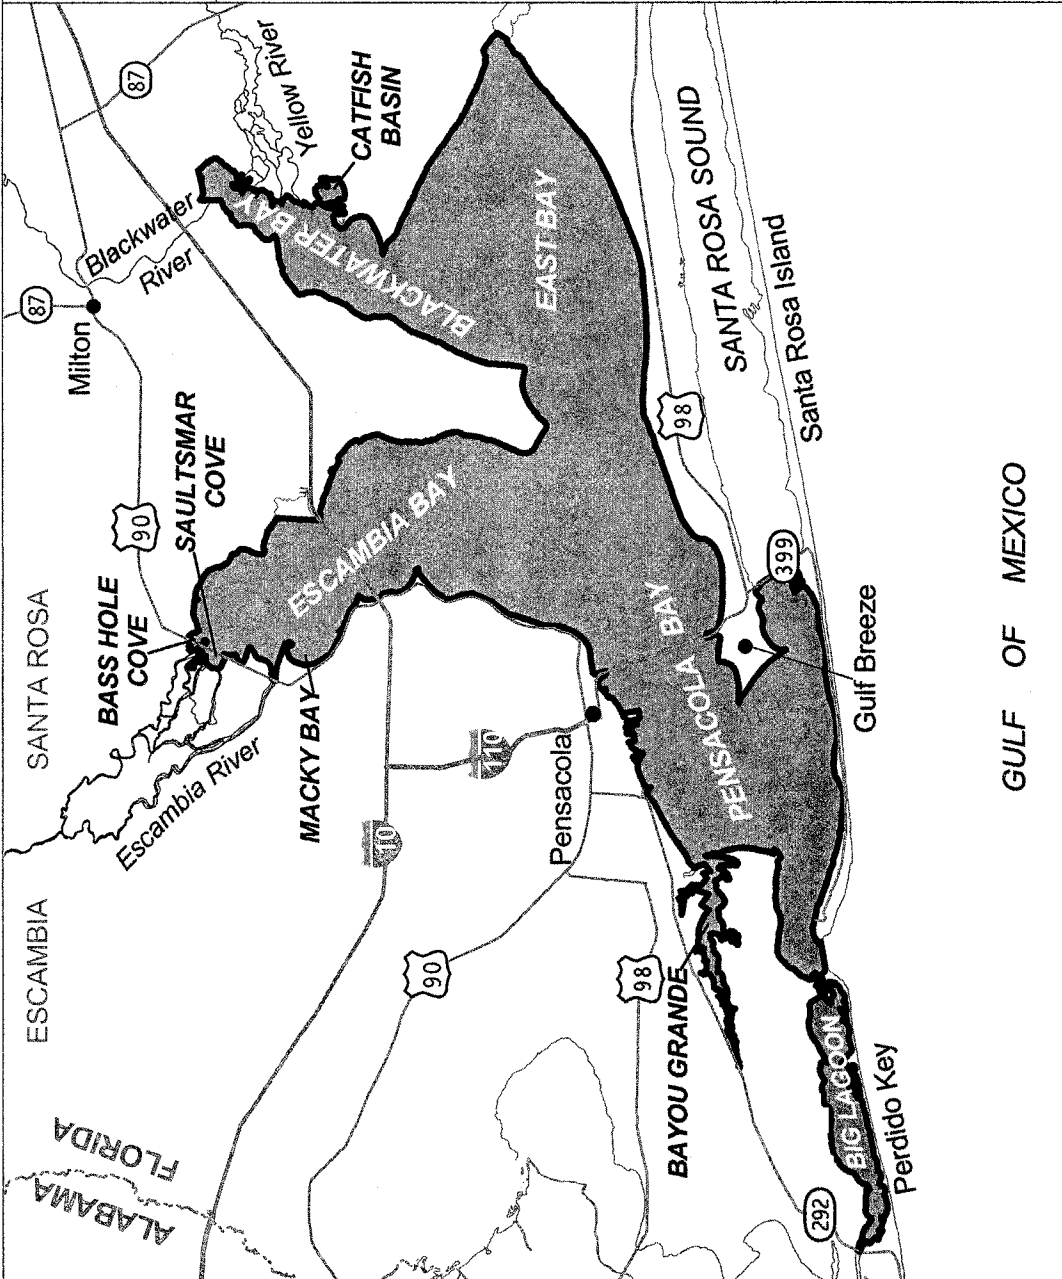 ALABAMA
FLORIDA
ESCAMBIA
SANTA ROSA
Escambia River
BASS HOLE
COVE
SAULTSMAR
COVE
90
Milton
87
Blackwater
River
87
Yellow River
CATFISH
BASIN
MACKY BAY
ESCAMBIA BAY
BLACKWATER BAY
EAST BAY
10
110
90
Pensacola
98
98
BAYOU GRANDE
PENSACOLA BAY
SANTA ROSA SOUND
Santa Rosa Island
399
Gulf Breeze
292
BIG LAGOON
Perdido Key
GULF OF MEXICO